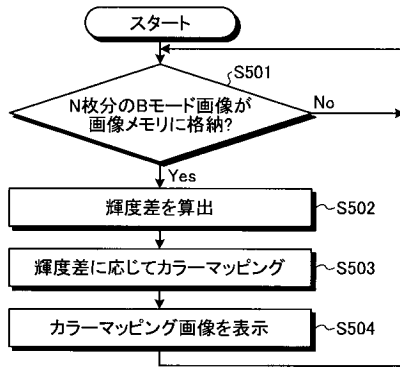 スタート
S501
N枚分のBモード画像が
画像メモリに格納?
No
Yes
輝度差を算出
S502
輝度差に応じてカラーマッピング
S503
カラーマッピング画像を表示
S504